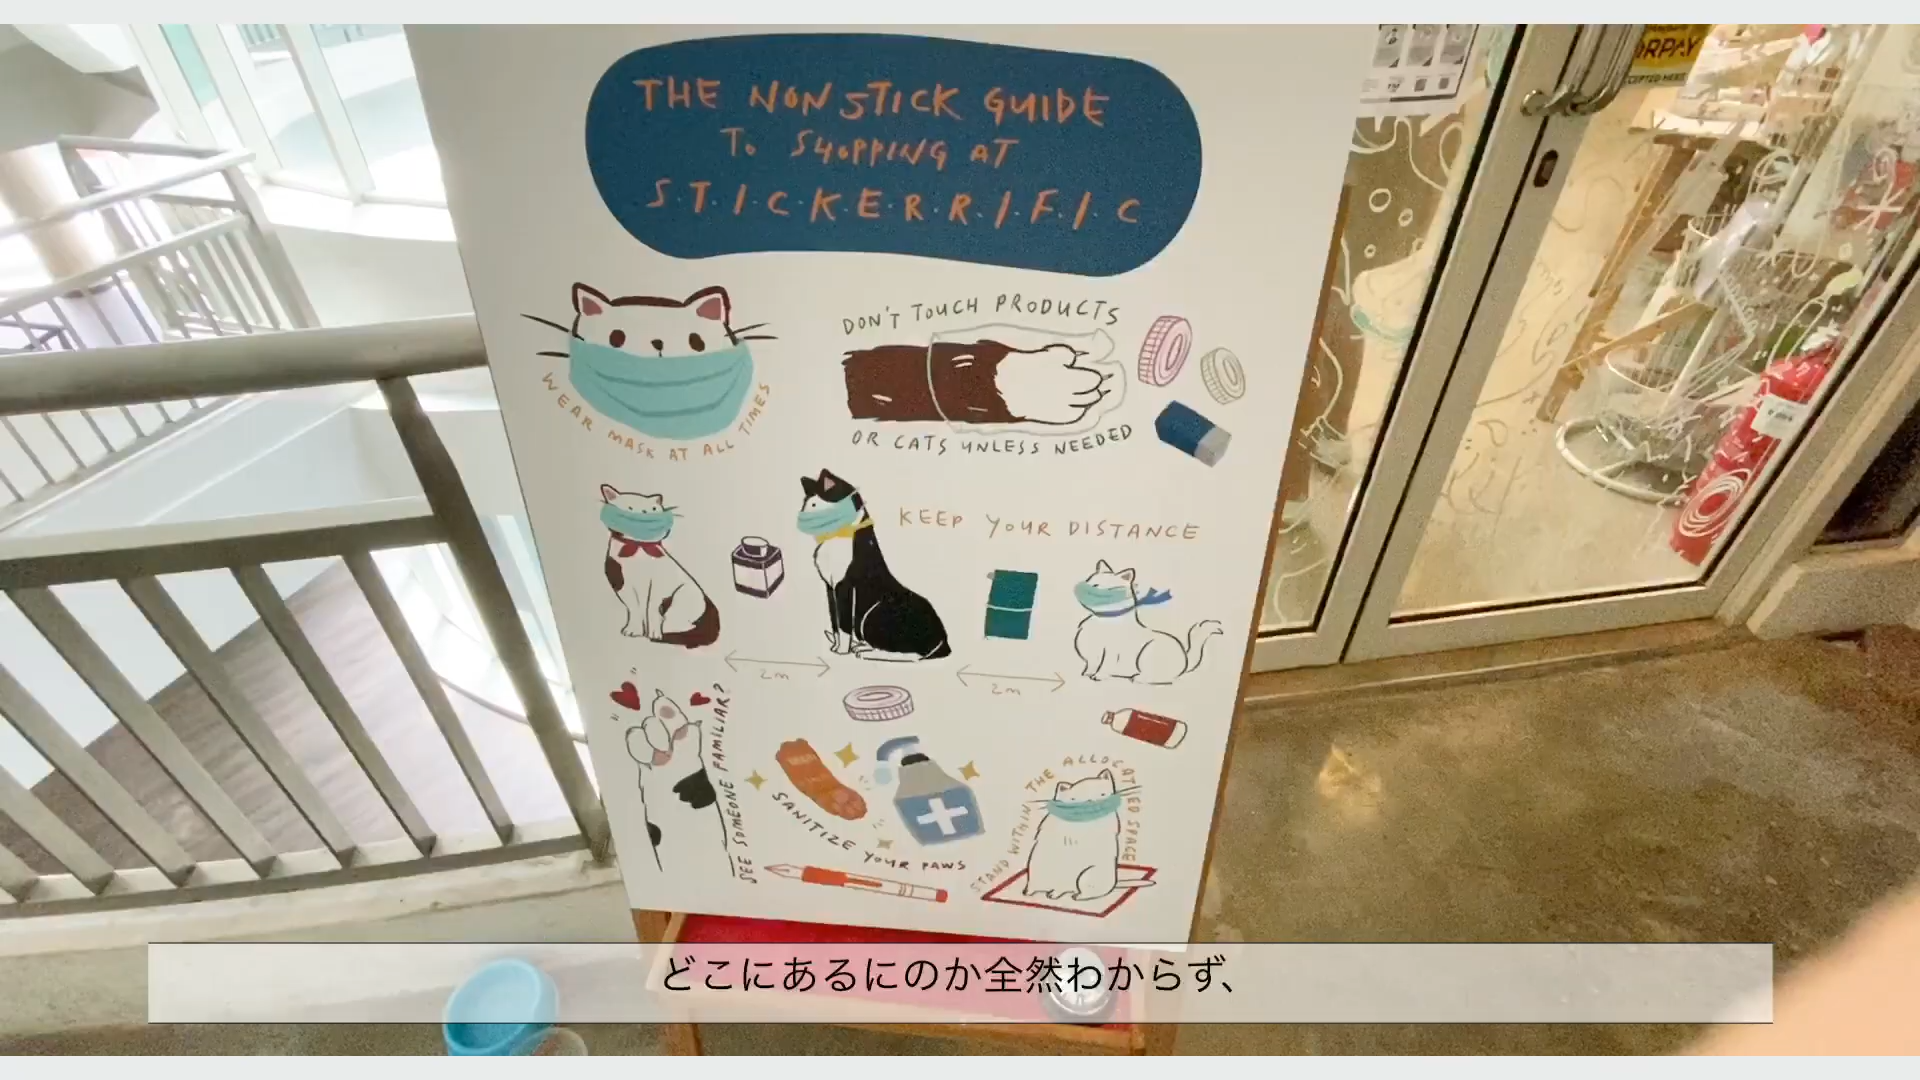 THE NON STICK GUIDE
To SHOPPING AT
S.T.I.C.K.E.R.R.I.F.I.C
WEAR MASK AT ALL TIMES
DON'T TOUCH PRODUCTS
OR CATS UNLESS NEEDED
KEEP YOUR DISTANCE
2m
2m
SEE SOMEONE FAMILIAR?
SANITIZE YOUR PAWS
STAND WITHIN THE ALLOCATED SPACE
どこにあるにのか全然わからず、